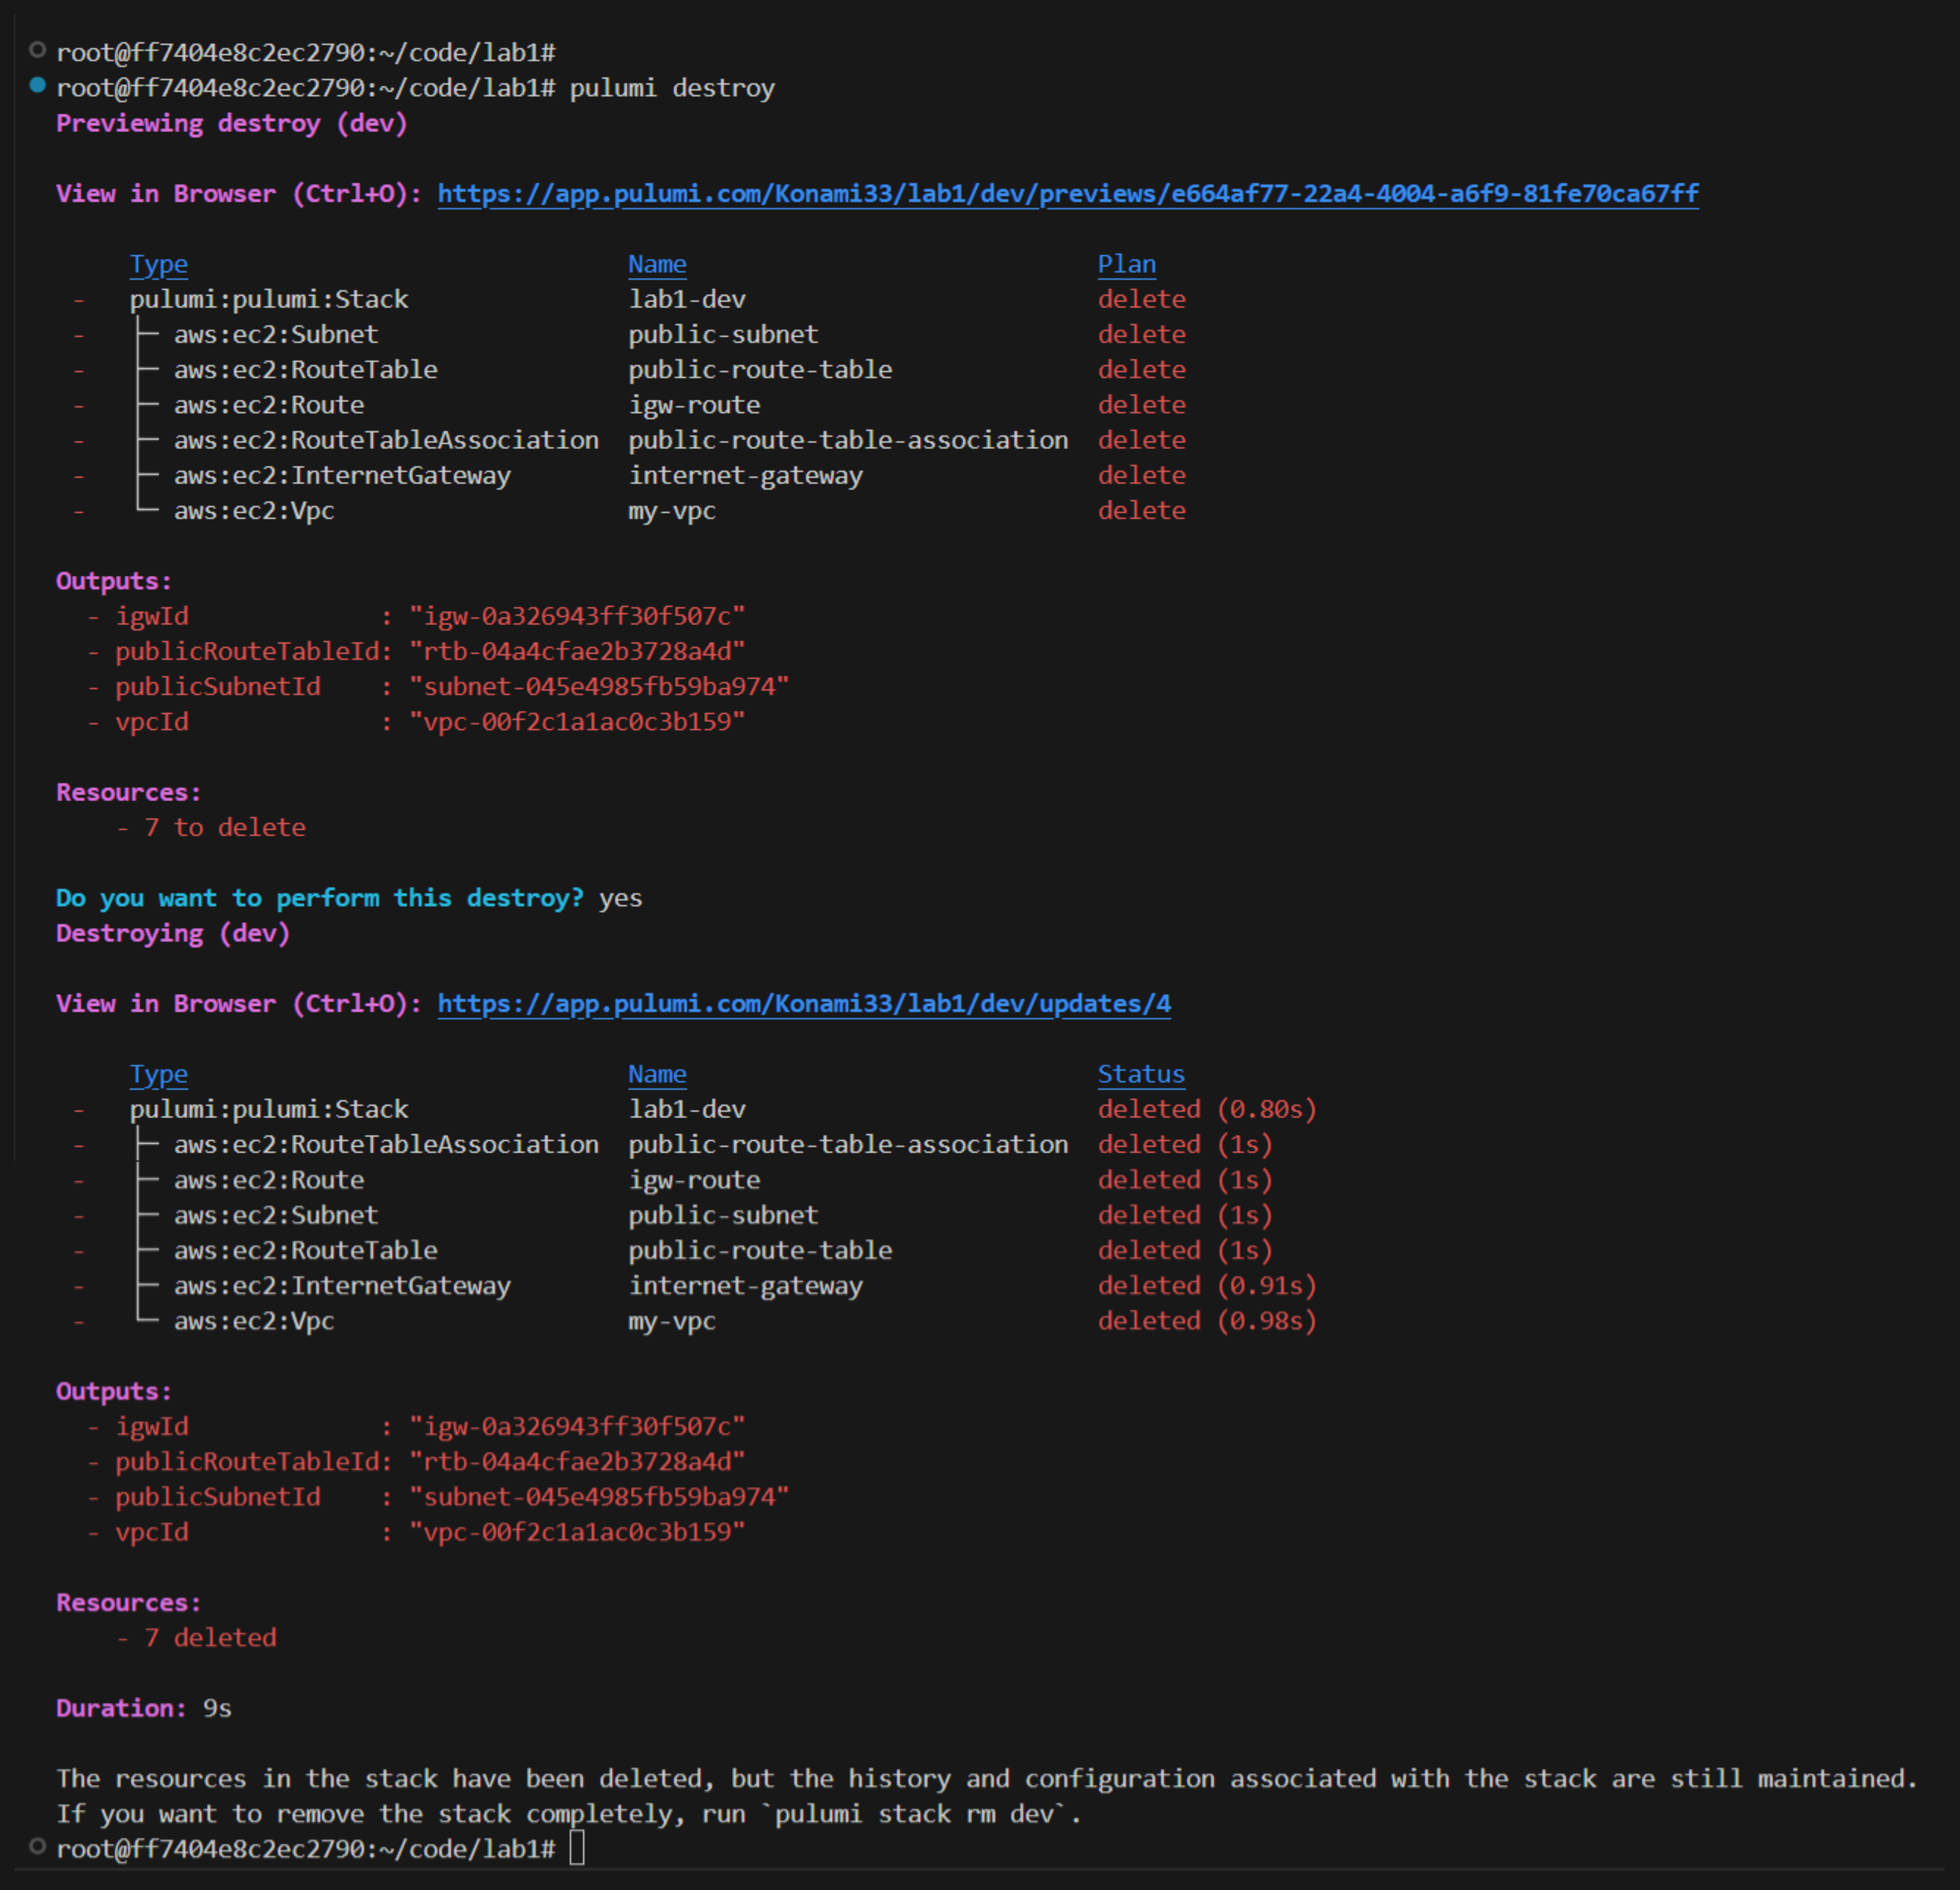 root@ff7404e8c2ec2790:~/code/lab1#
root@ff7404e8c2ec2790:~/code/lab1# pulumi destroy
Previewing destroy (dev)
View in Browser (Ctrl+O): https://app.pulumi.com/Konami33/lab1/dev/previews/e664af77-22a4-4004-a6f9-81fe70ca67ff
Type Name Plan
- pulumi:pulumi:Stack lab1-dev delete
- ├─ aws:ec2:Subnet public-subnet delete
- ├─ aws:ec2:RouteTable public-route-table delete
- ├─ aws:ec2:Route igw-route delete
- ├─ aws:ec2:RouteTableAssociation public-route-table-association delete
- ├─ aws:ec2:InternetGateway internet-gateway delete
- └─ aws:ec2:Vpc my-vpc delete
Outputs:
- igwId : "igw-0a326943ff30f507c"
- publicRouteTableId: "rtb-04a4cfae2b3728a4d"
- publicSubnetId : "subnet-045e4985fb59ba974"
- vpcId : "vpc-00f2c1a1ac0c3b159"
Resources:
- 7 to delete
Do you want to perform this destroy? yes
Destroying (dev)
View in Browser (Ctrl+O): https://app.pulumi.com/Konami33/lab1/dev/updates/4
Type Name Status
- pulumi:pulumi:Stack lab1-dev deleted (0.80s)
- ├─ aws:ec2:RouteTableAssociation public-route-table-association deleted (1s)
- ├─ aws:ec2:Route igw-route deleted (1s)
- ├─ aws:ec2:Subnet public-subnet deleted (1s)
- ├─ aws:ec2:RouteTable public-route-table deleted (1s)
- ├─ aws:ec2:InternetGateway internet-gateway deleted (0.91s)
- └─ aws:ec2:Vpc my-vpc deleted (0.98s)
Outputs:
- igwId : "igw-0a326943ff30f507c"
- publicRouteTableId: "rtb-04a4cfae2b3728a4d"
- publicSubnetId : "subnet-045e4985fb59ba974"
- vpcId : "vpc-00f2c1a1ac0c3b159"
Resources:
- 7 deleted
Duration: 9s
The resources in the stack have been deleted, but the history and configuration associated with the stack are still maintained.
If you want to remove the stack completely, run `pulumi stack rm dev`.
root@ff7404e8c2ec2790:~/code/lab1#